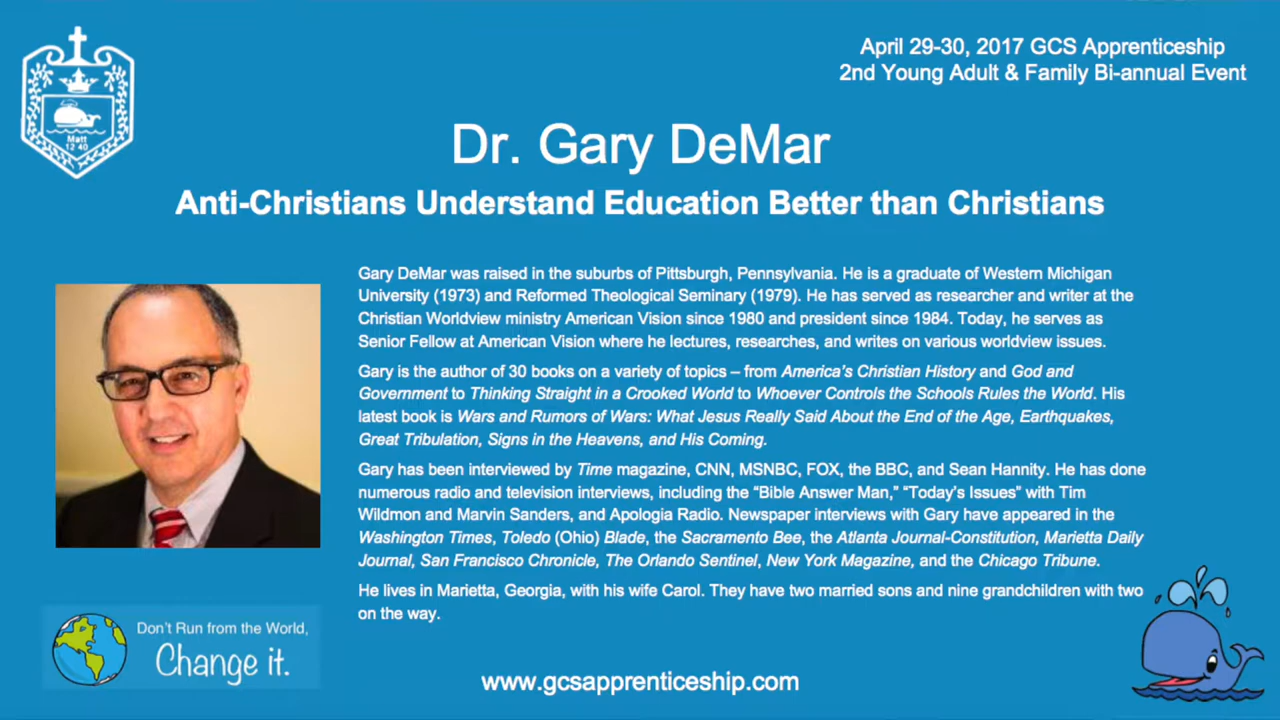 April 29-30, 2017 GCS Apprenticeship
2nd Young Adult & Family Bi-annual Event
Matt
12 40
Dr. Gary DeMar
Anti-Christians Understand Education Better than Christians
Gary DeMar was raised in the suburbs of Pittsburgh, Pennsylvania. He is a graduate of Western Michigan
University (1973) and Reformed Theological Seminary (1979). He has served as researcher and writer at the
Christian Worldview ministry American Vision since 1980 and president since 1984. Today, he serves as
Senior Fellow at American Vision where he lectures, researches, and writes on various worldview issues.
Gary is the author of 30 books on a variety of topics – from America's Christian History and God and
Government to Thinking Straight in a Crooked World to Whoever Controls the Schools Rules the World. His
latest book is Wars and Rumors of Wars: What Jesus Really Said About the End of the Age, Earthquakes,
Great Tribulation, Signs in the Heavens, and His Coming.
Gary has been interviewed by Time magazine, CNN, MSNBC, FOX, the BBC, and Sean Hannity. He has done
numerous radio and television interviews, including the “Bible Answer Man,” “Today's Issues” with Tim
Wildmon and Marvin Sanders, and Apologia Radio. Newspaper interviews with Gary have appeared in the
Washington Times, Toledo (Ohio) Blade, the Sacramento Bee, the Atlanta Journal-Constitution, Marietta Daily
Journal, San Francisco Chronicle, The Orlando Sentinel, New York Magazine, and the Chicago Tribune.
He lives in Marietta, Georgia, with his wife Carol. They have two married sons and nine grandchildren with two
on the way.
Don't Run from the World,
Change it.
www.gcsapprenticeship.com